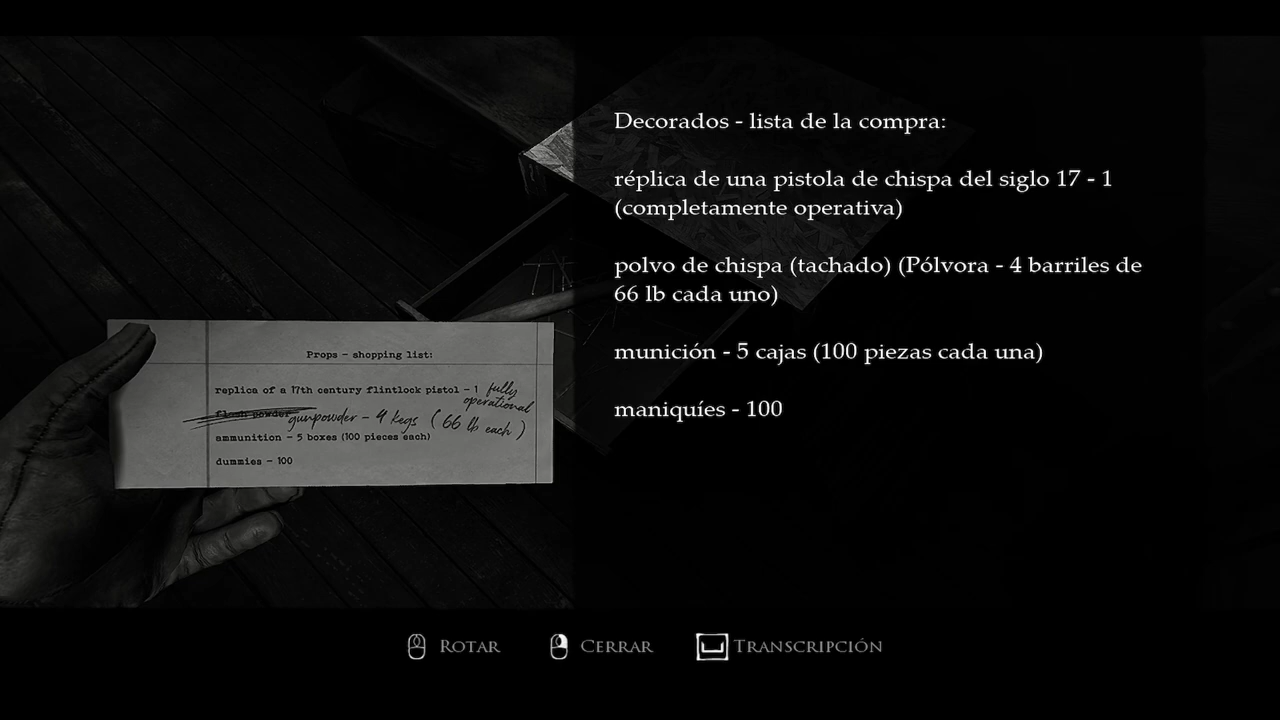 Decorados - lista de la compra:
réplica de una pistola de chispa del siglo 17 - 1
(completamente operativa)
polvo de chispa (tachado) (Pólvora - 4 barriles de
66 lb cada uno)
munición - 5 cajas (100 piezas cada una)
maniquíes - 100
Props - shopping list:
replica of a 17th century flintlock pistol - 1 fully
operational
flash powder gunpowder - 4 kegs (66 lb each)
ammunition - 5 boxes (100 pieces each)
dummies - 100
ROTAR
CERRAR
TRANSCRIPCIÓN